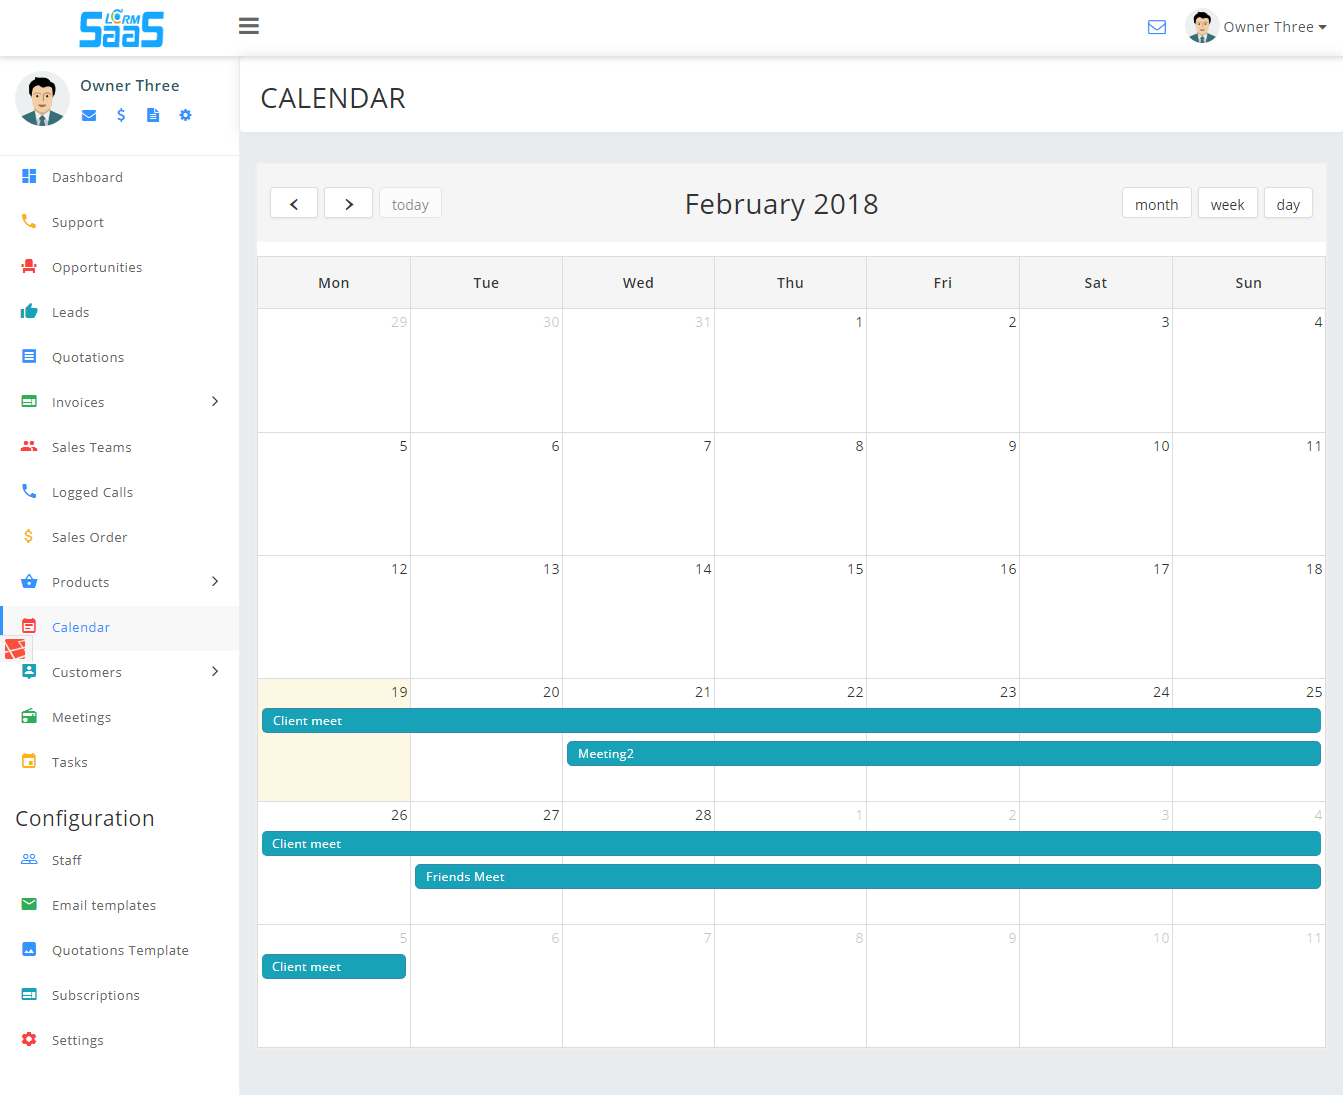 LCRM
SaaS
Owner Three
Owner Three
CALENDAR
Dashboard
Support
Opportunities
Leads
Quotations
Invoices
Sales Teams
Logged Calls
Sales Order
Products
Calendar
Customers
Meetings
Tasks
Configuration
Staff
Email templates
Quotations Template
Subscriptions
Settings
today
February 2018
month week day
Mon Tue Wed Thu Fri Sat Sun
29 30 31 1 2 3 4
5 6 7 8 9 10 11
12 13 14 15 16 17 18
19 20 21 22 23 24 25
Client meet
Meeting2
26 27 28 1 2 3 4
Client meet
Friends Meet
5 6 7 8 9 10 11
Client meet